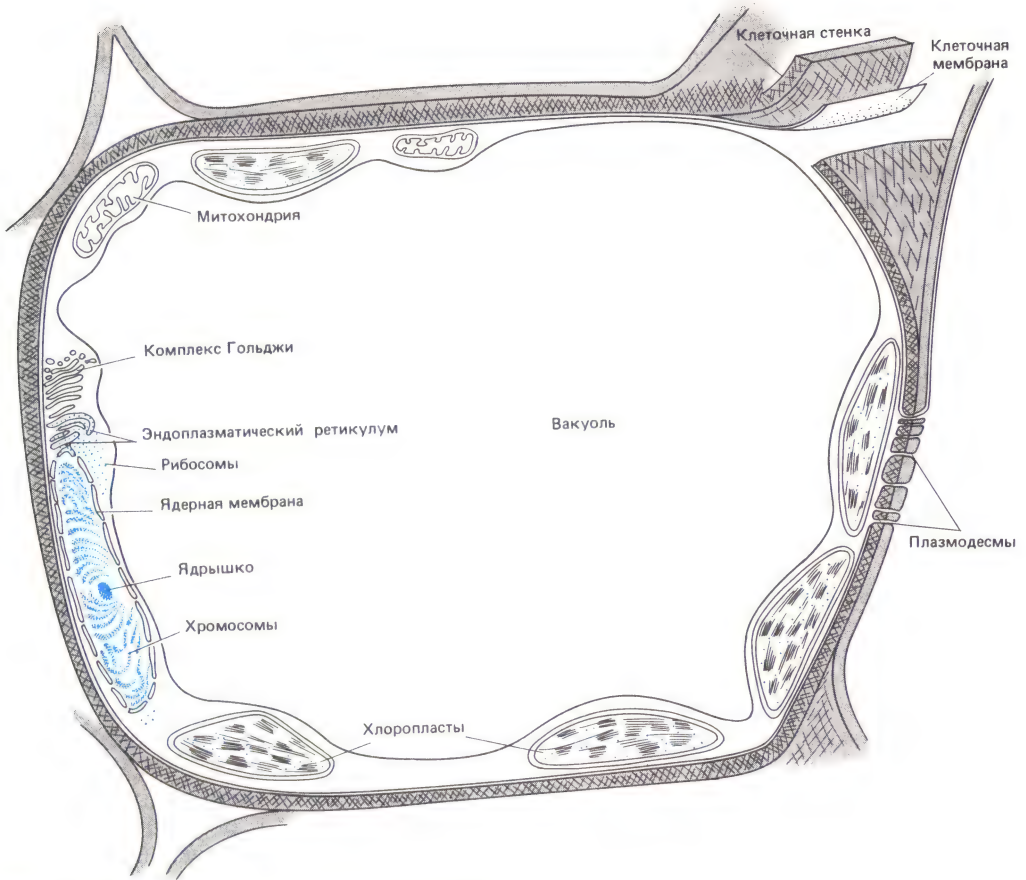 Клеточная стенка
Клеточная
мембрана
Митохондрия
Комплекс Гольджи
Эндоплазматический ретикулум
Вакуоль
Рибосомы
Ядерная мембрана
Плазмодесмы
Ядрышко
Хромосомы
Хлоропласты